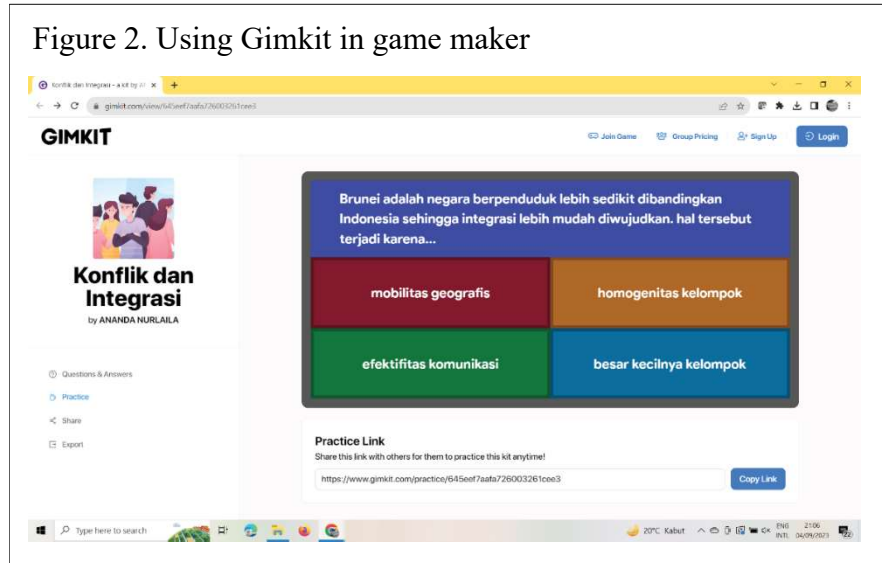 Figure 2. Using Gimkit in game maker
Konflik dan Integrasi - a kit by
gimkit.com/view/645eef7aafa726003261cee3
GIMKIT
Join Game
Group Pricing
Sign Up
Login
Brunei adalah negara berpenduduk lebih sedikit dibandingkan
Indonesia sehingga integrasi lebih mudah diwujudkan. hal tersebut
terjadi karena...
mobilitas geografis
homogenitas kelompok
efektifitas komunikasi
besar kecilnya kelompok
Konflik dan
Integrasi
by ANANDA NURLAILA
Questions & Answers
Practice
Share
Export
Practice Link
Share this link with others for them to practice this kit anytime!
https://www.gimkit.com/practice/645eef7aafa726003261cee3
Copy Link
Type here to search
20°C Kabut
ENG
INTL
21:06
04/09/2023
22